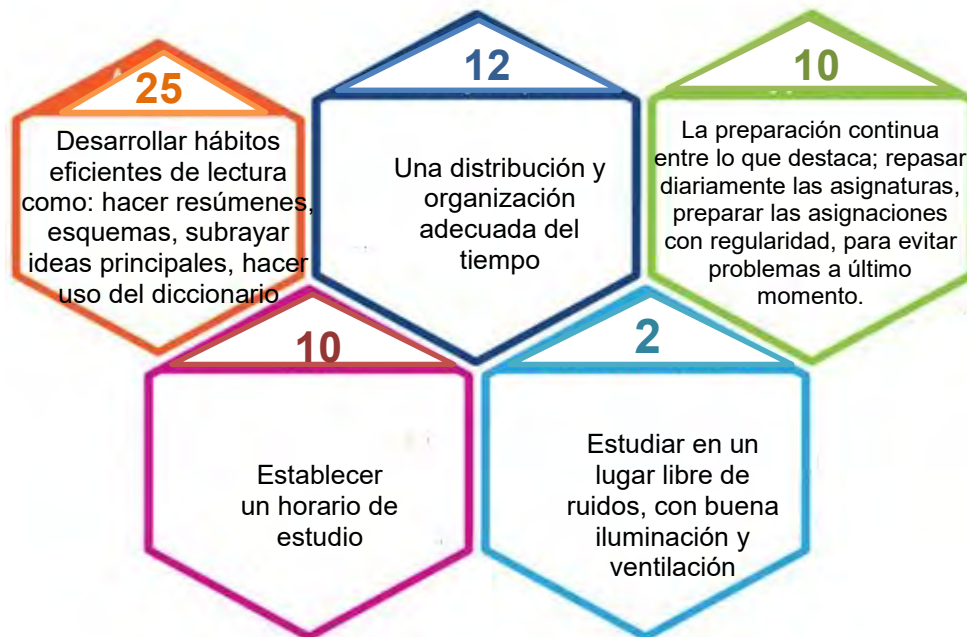 25
Desarrollar hábitos
eficientes de lectura
como: hacer resúmenes,
esquemas, subrayar
ideas principales, hacer
uso del diccionario
12
Una distribución y
organización
adecuada del
tiempo
10
La preparación continua
entre lo que destaca; repasar
diariamente las asignaturas,
preparar las asignaciones
con regularidad, para evitar
problemas a último
momento.
10
Establecer
un horario de
estudio
2
Estudiar en un
lugar libre de
ruidos, con buena
iluminación y
ventilación